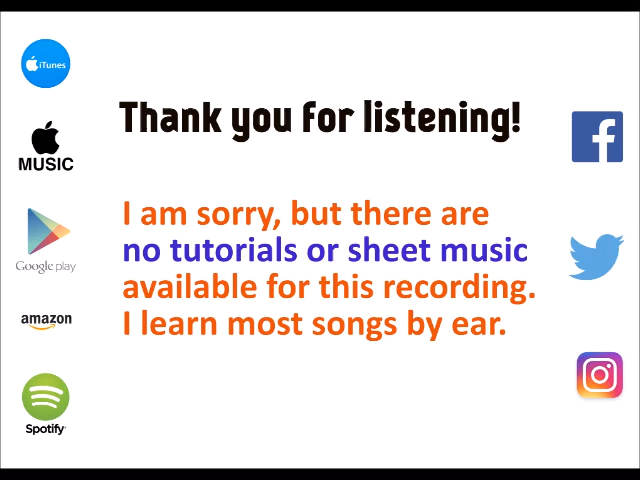 iTunes
Thank you for listening!
MUSIC
I am sorry, but there are
no tutorials or sheet music
available for this recording.
I learn most songs by ear.
Google play
amazon
Spotify